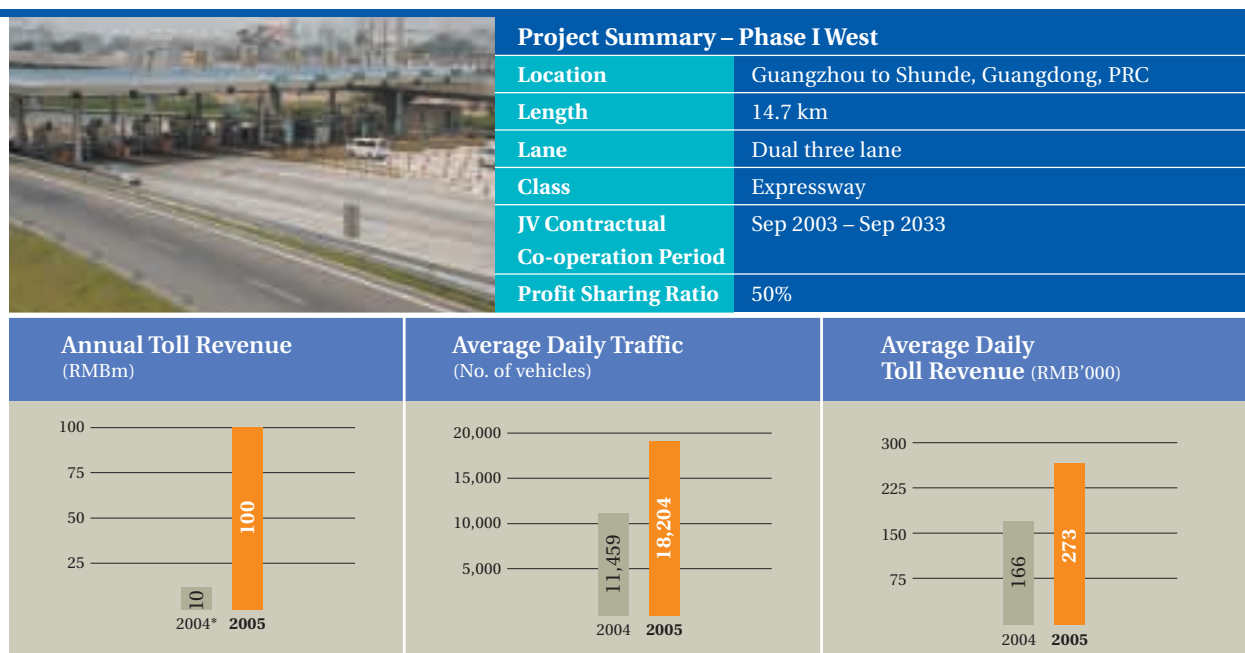 Project Summary – Phase I West
Location Guangzhou to Shunde, Guangdong, PRC
Length 14.7 km
Lane Dual three lane
Class Expressway
JV Contractual Sep 2003 – Sep 2033
Co-operation Period
Profit Sharing Ratio 50%
Annual Toll Revenue
(RMBm)
100
75
50
25
10
100
2004* 2005
Average Daily Traffic
(No. of vehicles)
20,000
15,000
10,000
5,000
11,459
18,204
2004 2005
Average Daily
Toll Revenue (RMB'000)
300
225
150
75
166
273
2004 2005